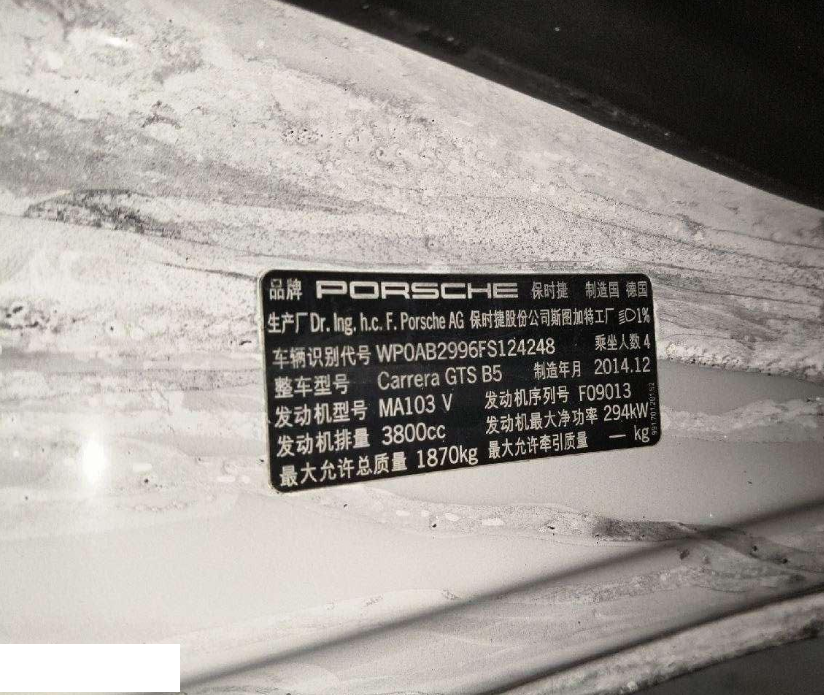 品牌 PORSCHE 保时捷 制造国 德国
生产厂 Dr. Ing. h.c. F. Porsche AG 保时捷股份公司斯图加特工厂 1%
车辆识别代号 WP0AB2996FS124248 乘坐人数 4
整车型号 Carrera GTS B5 制造年月 2014.12
发动机型号 MA103 V 发动机序列号 F09013
发动机排量 3800cc 发动机最大净功率 294kW
最大允许总质量 1870kg 最大允许牵引质量 — kg